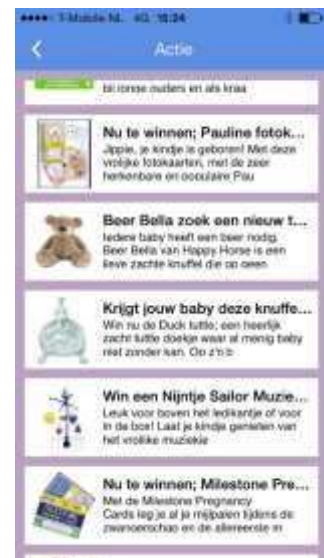 T-Mobile NL 4G 15:24
Actie
bij jonge ouders en als kraa
Nu te winnen; Pauline fotok...
Jippie, je kindje is geboren! Met deze
vrolijke fotokaarten, met de zeer
herkenbare en populaire Pau
Beer Bella zoek een nieuw t...
Iedere baby heeft een beer nodig.
Beer Bella van Happy Horse is een
lieve zachte knuffel die op geen
Krijgt jouw baby deze knuffe...
Win nu de Duck tuttle; een heerlijk
zacht tuttle doekje waar al menig baby
niet zonder kan. Op z'n b
Win een Nijntje Sailor Muzie...
Leuk voor boven het ledikantje of voor
in de box! Laat je kindje genieten van
het vrolijke muziekje
Nu te winnen; Milestone Pre...
Met de Milestone Pregnancy
Cards leg je al je mijlpalen tijdens de
zwangerschap en de allereerste m